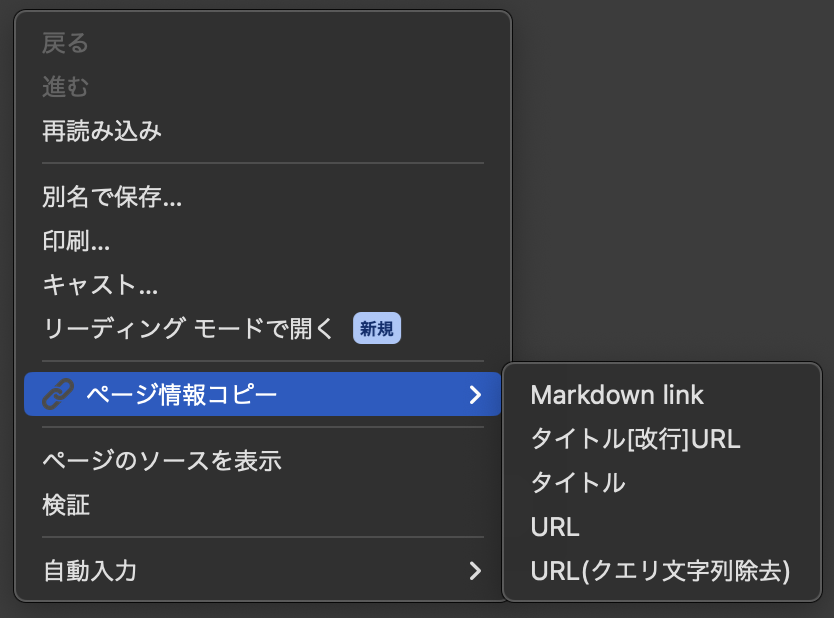 戻る
進む
再読み込み
別名で保存...
印刷...
キャスト...
リーディング モードで開く 新規
ページ情報コピー
Markdown link
タイトル[改行]URL
タイトル
URL
URL(クエリ文字列除去)
ページのソースを表示
検証
自動入力